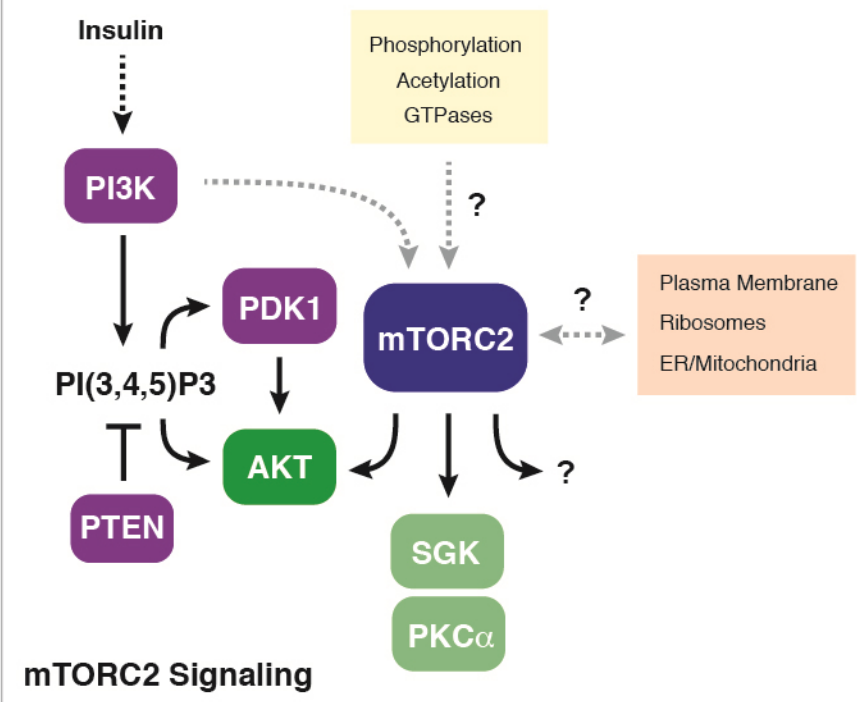 Insulin
Phosphorylation
Acetylation
GTPases
PI3K
?
PDK1
mTORC2
?
Plasma Membrane
Ribosomes
ER/Mitochondria
PI(3,4,5)P3
AKT
?
PTEN
SGK
PKCα
mTORC2 Signaling